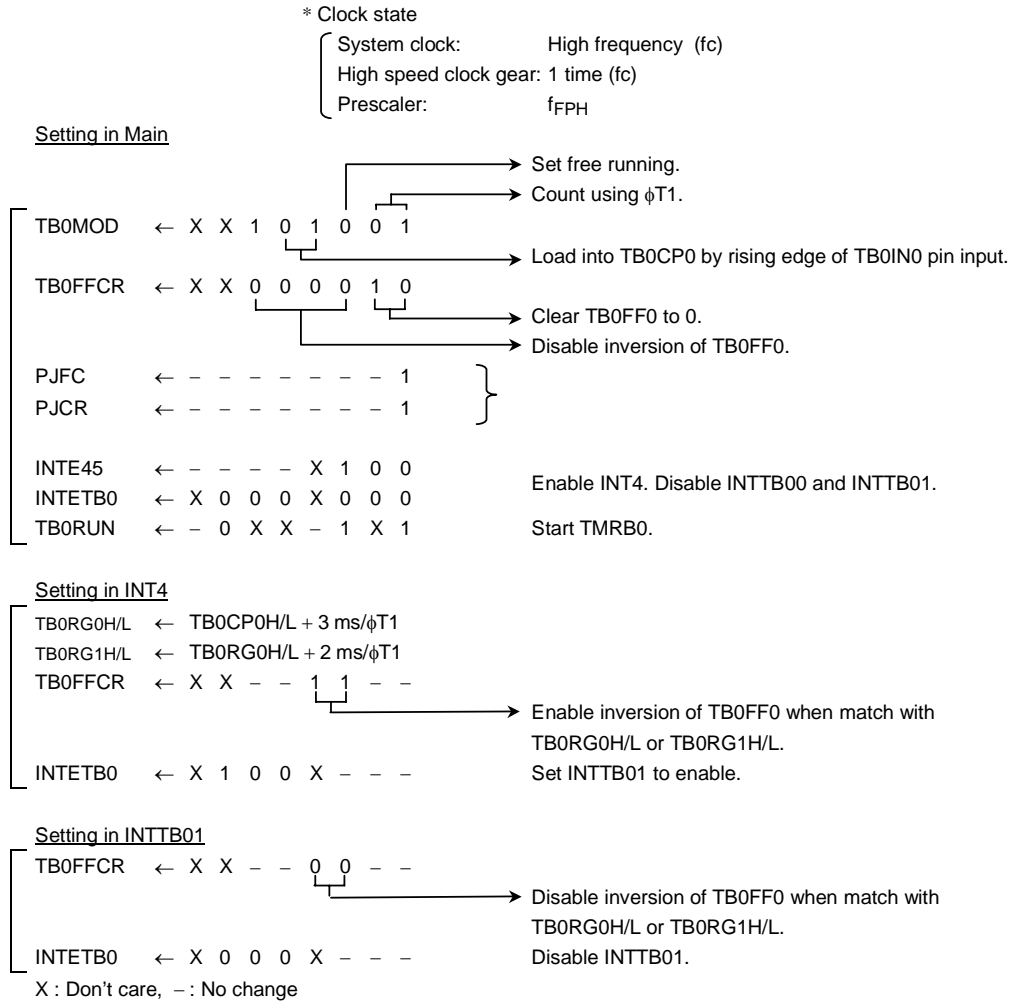 * Clock state
System clock: High frequency (fc)
High speed clock gear: 1 time (fc)
Prescaler: fFPH
Setting in Main
Set free running.
Count using ϕT1.
TB0MOD ← X X 1 0 1 0 0 1
Load into TB0CP0 by rising edge of TB0IN0 pin input.
TB0FFCR ← X X 0 0 0 0 1 0
Clear TB0FF0 to 0.
Disable inversion of TB0FF0.
PJFC ← – – – – – – – 1
PJCR ← – – – – – – – 1
INTE45 ← – – – – X 1 0 0
Enable INT4. Disable INTTB00 and INTTB01.
INTETB0 ← X 0 0 0 X 0 0 0
TB0RUN ← – 0 X X – 1 X 1 Start TMRB0.
Setting in INT4
TB0RG0H/L ← TB0CP0H/L + 3 ms/ϕT1
TB0RG1H/L ← TB0RG0H/L + 2 ms/ϕT1
TB0FFCR ← X X – – 1 1 – –
Enable inversion of TB0FF0 when match with
TB0RG0H/L or TB0RG1H/L.
INTETB0 ← X 1 0 0 X – – – Set INTTB01 to enable.
Setting in INTTB01
TB0FFCR ← X X – – 0 0 – –
Disable inversion of TB0FF0 when match with
TB0RG0H/L or TB0RG1H/L.
INTETB0 ← X 0 0 0 X – – – Disable INTTB01.
X : Don't care, – : No change